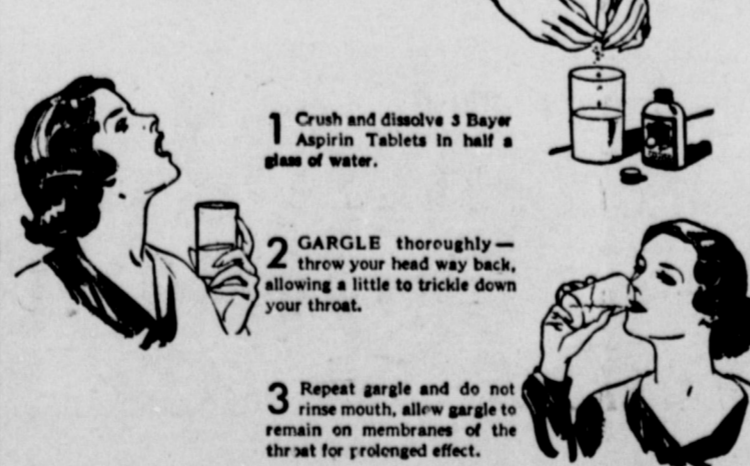 1 Crush and dissolve 3 Bayer
Aspirin Tablets in half a
glass of water.
2 GARGLE thoroughly—
throw your head way back,
allowing a little to trickle down
your throat.
3 Repeat gargle and do not
rinse mouth, allow gargle to
remain on membranes of the
throat for prolonged effect.